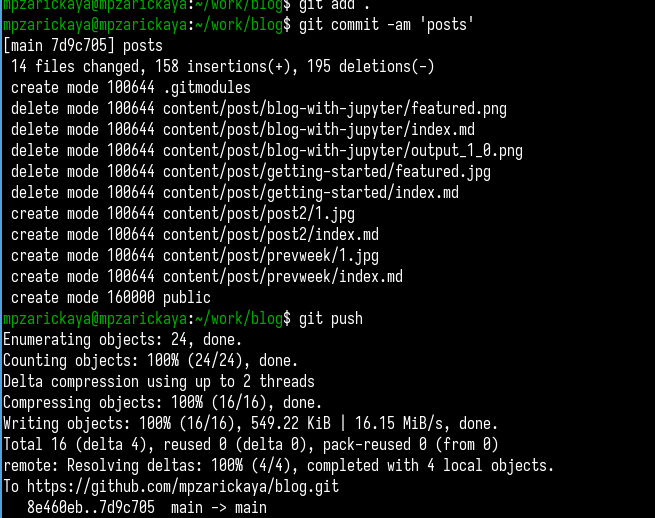 mpzarickaya@mpzarickaya:~/work/blog$ git add .
mpzarickaya@mpzarickaya:~/work/blog$ git commit -am 'posts'
[main 7d9c705] posts
 14 files changed, 158 insertions(+), 195 deletions(-)
 create mode 100644 .gitmodules
 delete mode 100644 content/post/blog-with-jupyter/featured.png
 delete mode 100644 content/post/blog-with-jupyter/index.md
 delete mode 100644 content/post/blog-with-jupyter/output_1_0.png
 delete mode 100644 content/post/getting-started/featured.jpg
 delete mode 100644 content/post/getting-started/index.md
 create mode 100644 content/post/post2/1.jpg
 create mode 100644 content/post/post2/index.md
 create mode 100644 content/post/prevweek/1.jpg
 create mode 100644 content/post/prevweek/index.md
 create mode 160000 public
mpzarickaya@mpzarickaya:~/work/blog$ git push
Enumerating objects: 24, done.
Counting objects: 100% (24/24), done.
Delta compression using up to 2 threads
Compressing objects: 100% (16/16), done.
Writing objects: 100% (16/16), 549.22 KiB | 16.15 MiB/s, done.
Total 16 (delta 4), reused 0 (delta 0), pack-reused 0 (from 0)
remote: Resolving deltas: 100% (4/4), completed with 4 local objects.
To https://github.com/mpzarickaya/blog.git
   8e460eb..7d9c705  main -> main